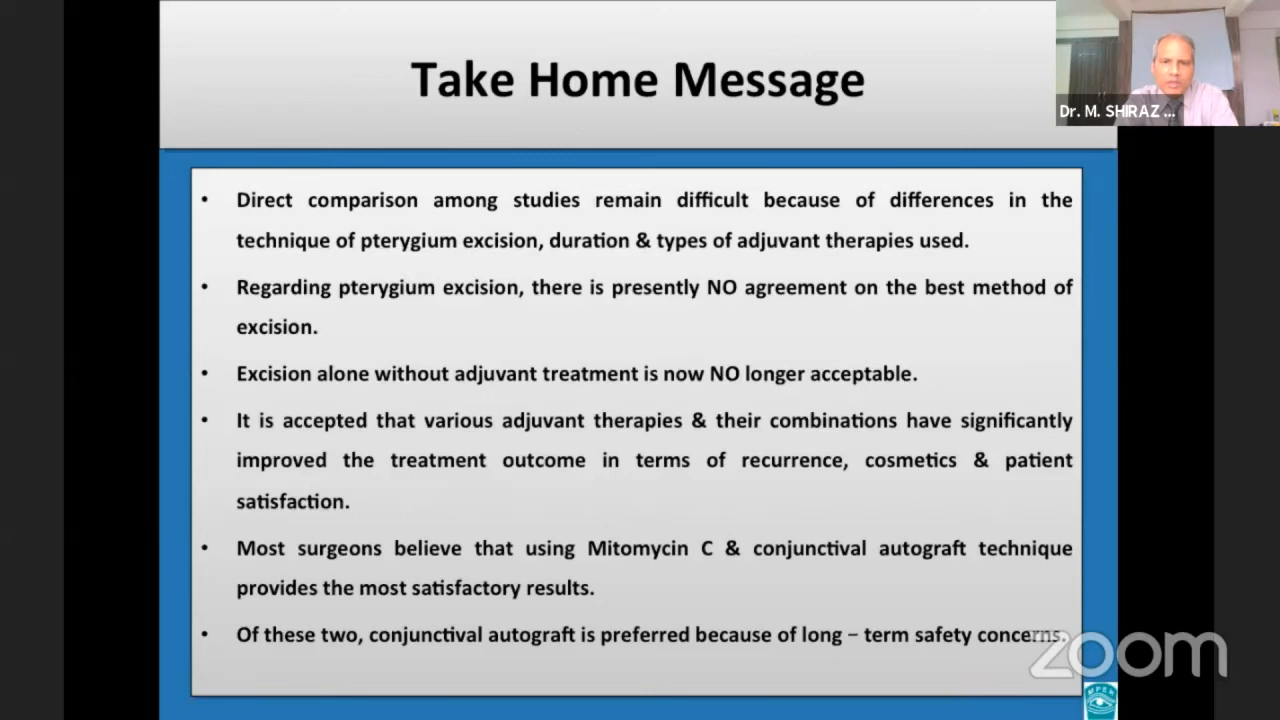 Take Home Message
Dr. M. SHIRAZ ...
• Direct comparison among studies remain difficult because of differences in the
technique of pterygium excision, duration & types of adjuvant therapies used.
• Regarding pterygium excision, there is presently NO agreement on the best method of
excision.
• Excision alone without adjuvant treatment is now NO longer acceptable.
• It is accepted that various adjuvant therapies & their combinations have significantly
improved the treatment outcome in terms of recurrence, cosmetics & patient
satisfaction.
• Most surgeons believe that using Mitomycin C & conjunctival autograft technique
provides the most satisfactory results.
• Of these two, conjunctival autograft is preferred because of long – term safety concerns.
zoom